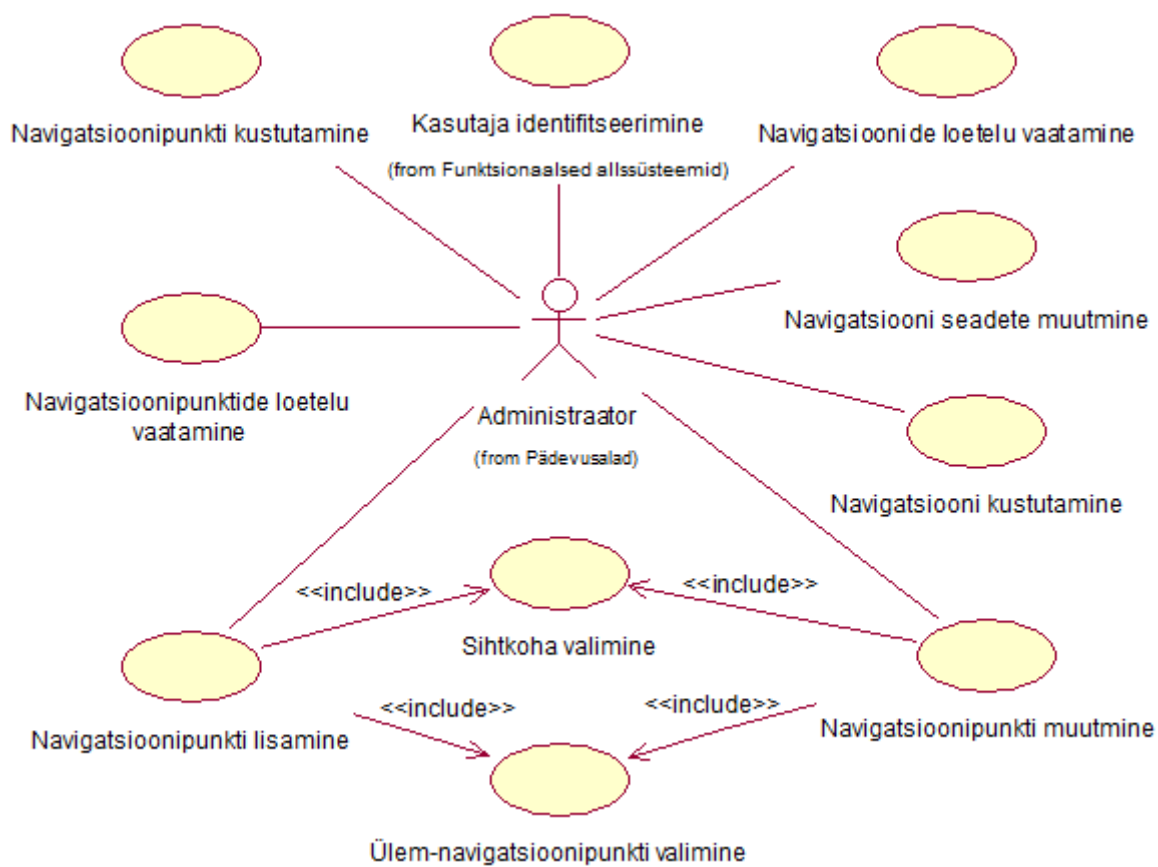 Navigatsioonipunkti kustutamine
Kasutaja identifitseerimine
(from Funktsionaalsed allssüsteemid)
Navigatsioonide loetelu vaatamine
Navigatsiooni seadete muutmine
Navigatsioonipunktide loetelu
vaatamine
Administraator
(from Pädevusalad)
Navigatsiooni kustutamine
<<include>>
<<include>>
Sihtkoha valimine
Navigatsioonipunkti lisamine
<<include>>
<<include>>
Navigatsioonipunkti muutmine
Ülem-navigatsioonipunkti valimine